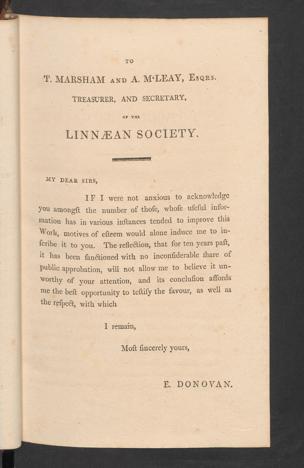 TO
T. MARSHAM AND A. McLEAY, ESQRS.
TREASURER, AND SECRETARY,
OF THE
LINNÆAN SOCIETY.
MY DEAR SIRS,
IF I were not anxious to acknowledge
you amongſt the number of thoſe, whoſe uſeful infor-
mation has in various inſtances tended to improve this
Work, motives of eſteem would alone induce me to in-
ſcribe it to you. The reflection, that for ten years paſt,
it has been ſanctioned with no inconſiderable ſhare of
public approbation, will not allow me to believe it un-
worthy of your attention, and its concluſion affords
me the beſt opportunity to teſtify the favour, as well as
the reſpect, with which
I remain,
Moſt ſincerely yours,
E. DONOVAN.